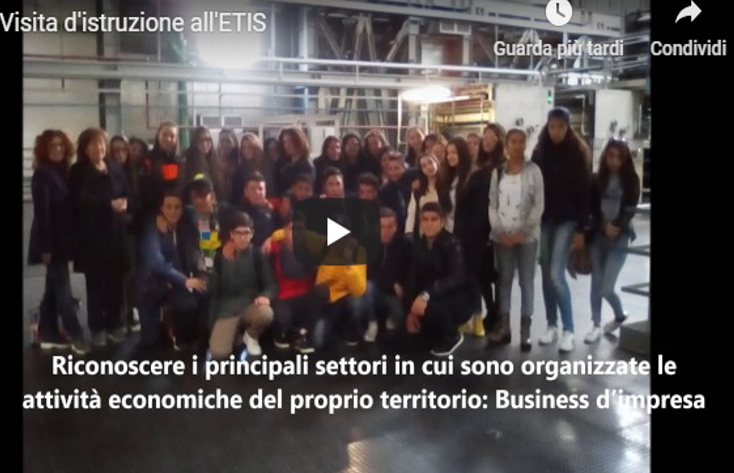 Visita d'istruzione all'ETIS
Guarda più tardi
Condividi
Riconoscere i principali settori in cui sono organizzate le
attività economiche del proprio territorio: Business d'impresa